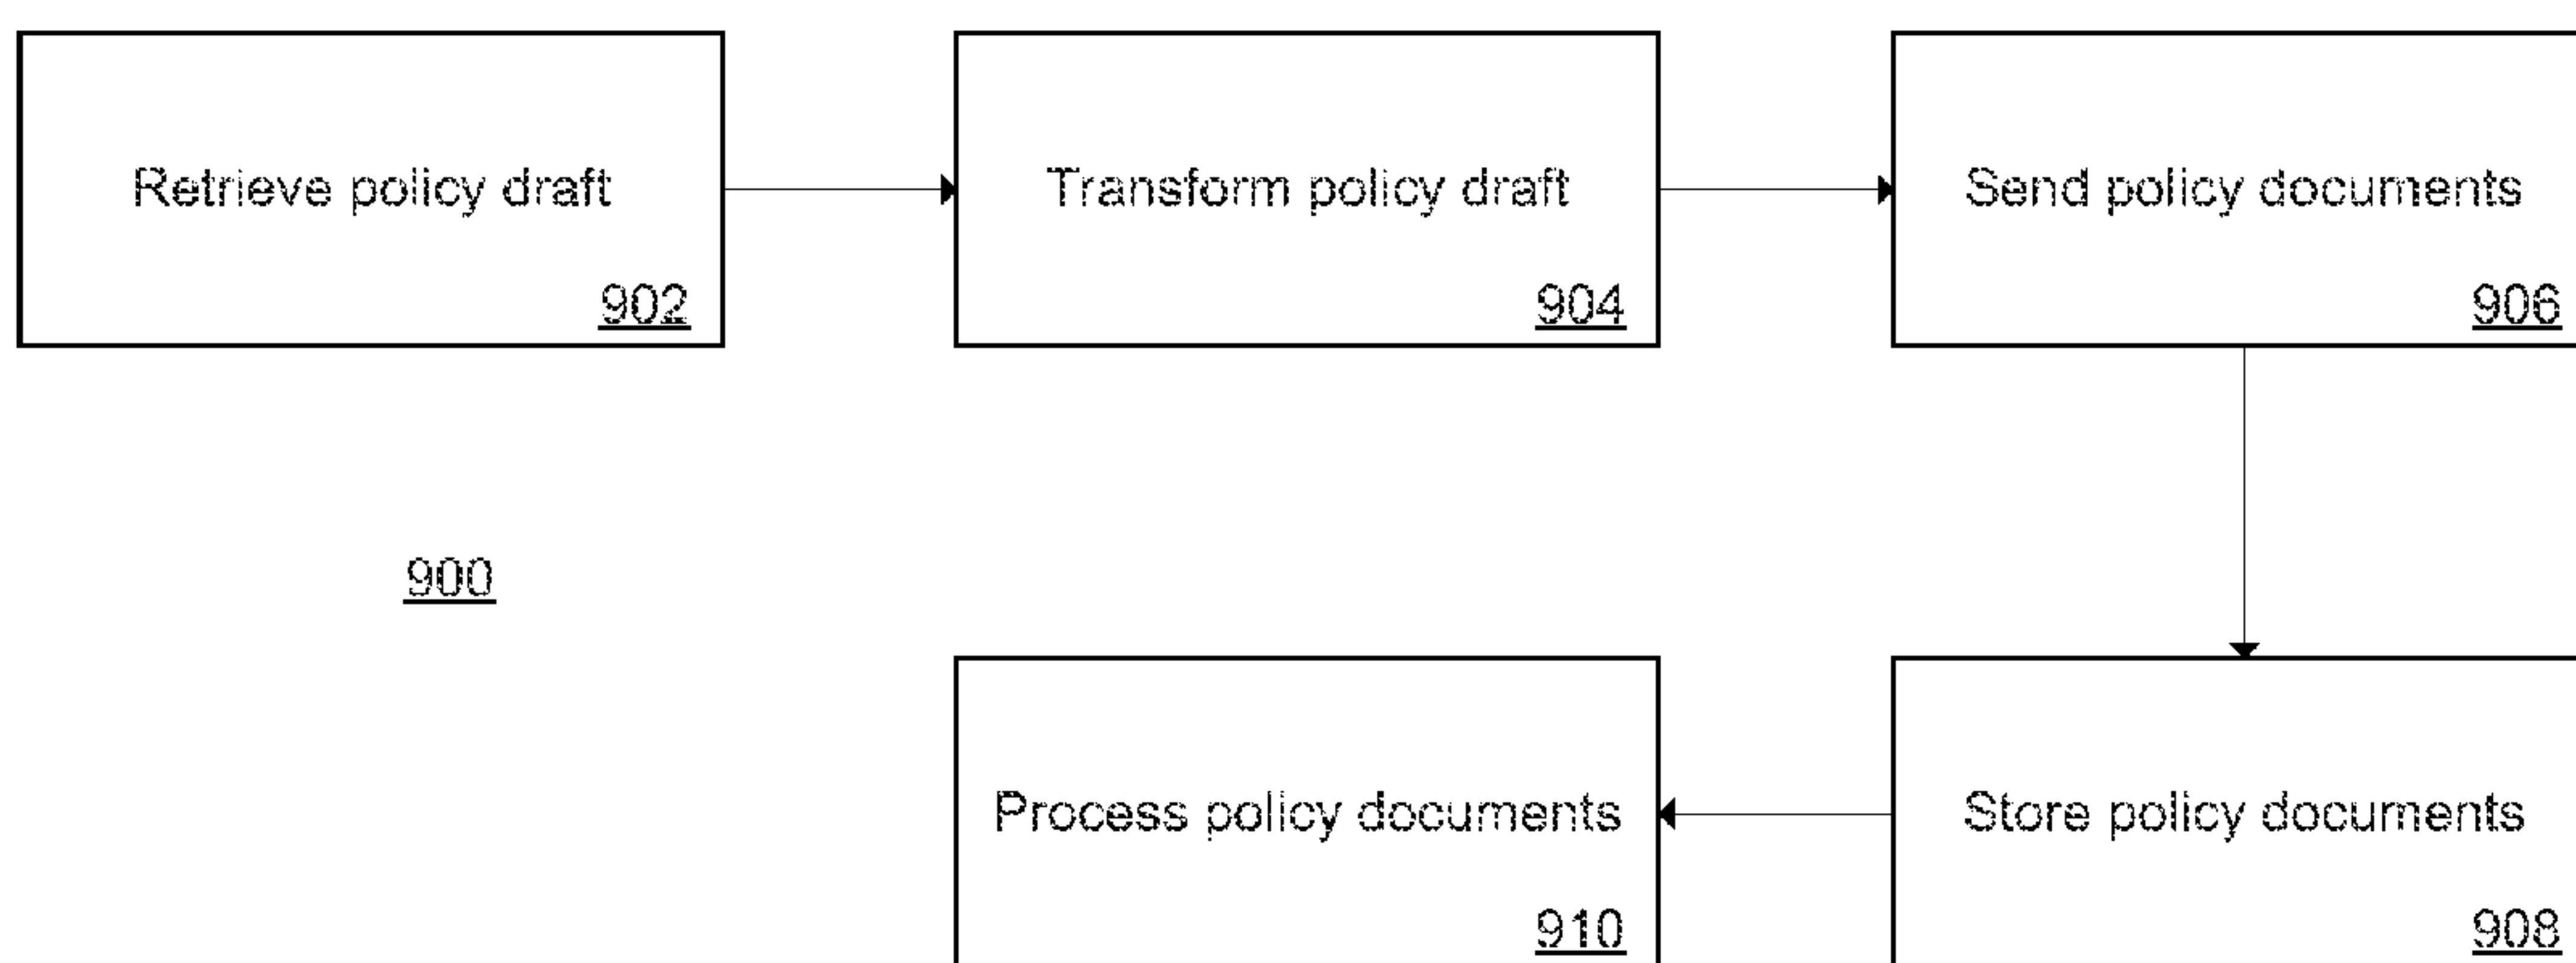 Retrieve policy draft
902
Transform policy draft
904
Send policy documents
906
900
Process policy documents
910
Store policy documents
908